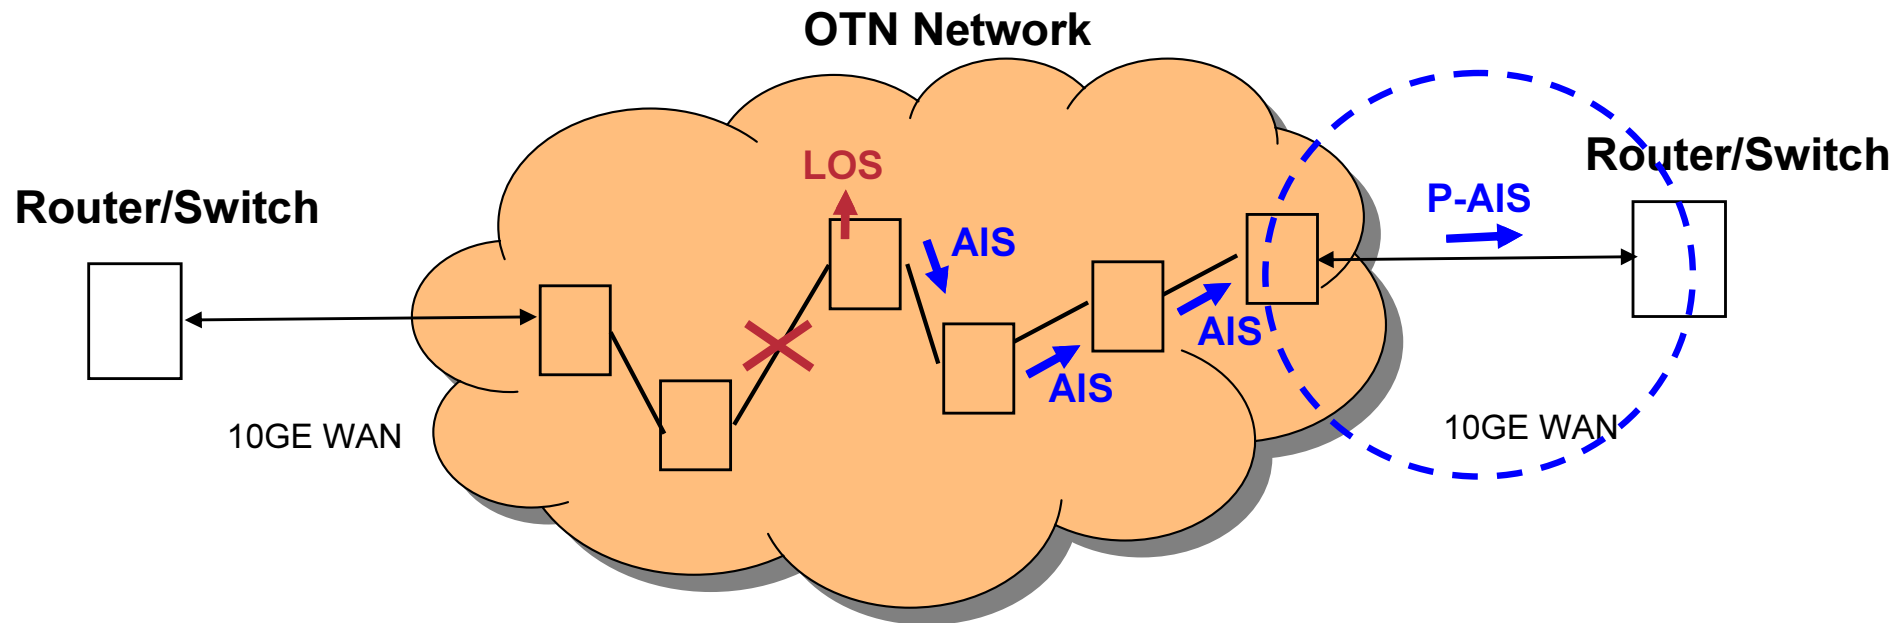 OTN Network
Router/Switch
LOS
P-AIS
Router/Switch
AIS
AIS
AIS
10GE WAN
10GE WAN